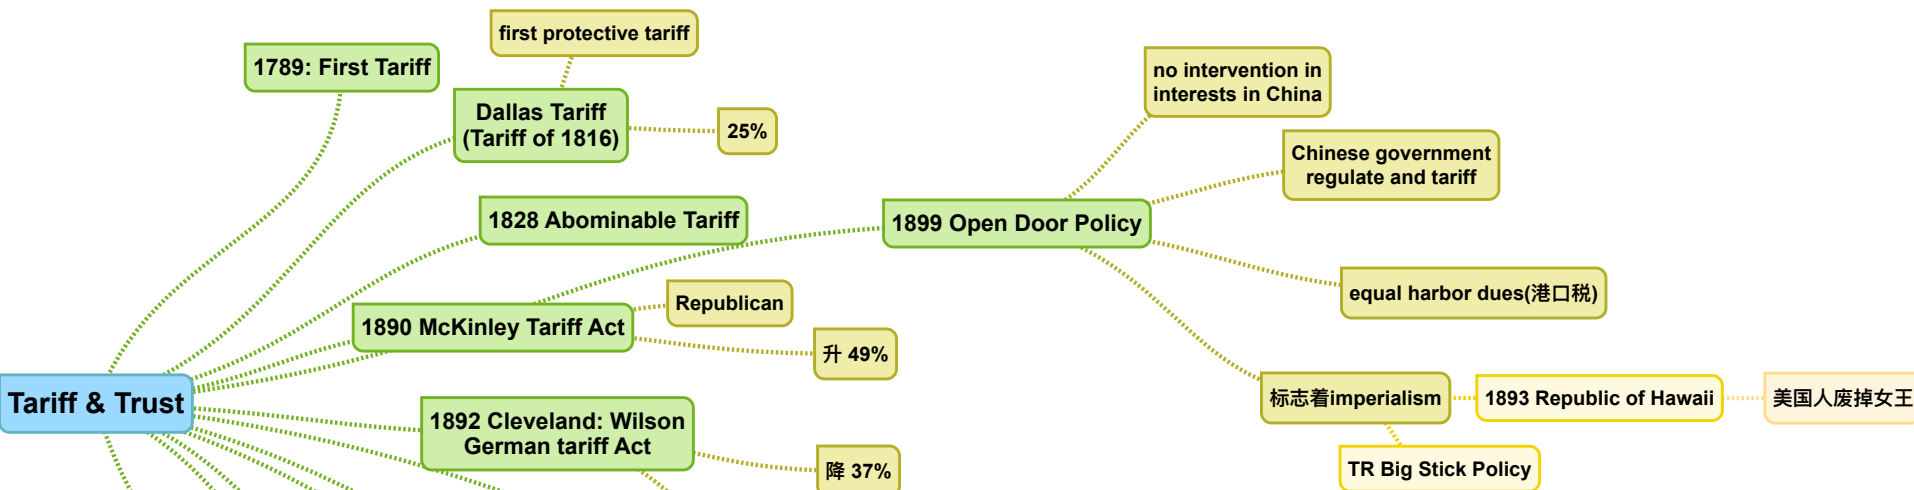 first protective tariff
1789: First Tariff
Dallas Tariff
(Tariff of 1816)
25%
no intervention in
interests in China
Chinese government
regulate and tariff
1828 Abominable Tariff
1899 Open Door Policy
equal harbor dues(港口税)
Republican
1890 McKinley Tariff Act
升 49%
Tariff & Trust
标志着imperialism
1893 Republic of Hawaii
美国人废掉女王
1892 Cleveland: Wilson
German tariff Act
降 37%
TR Big Stick Policy